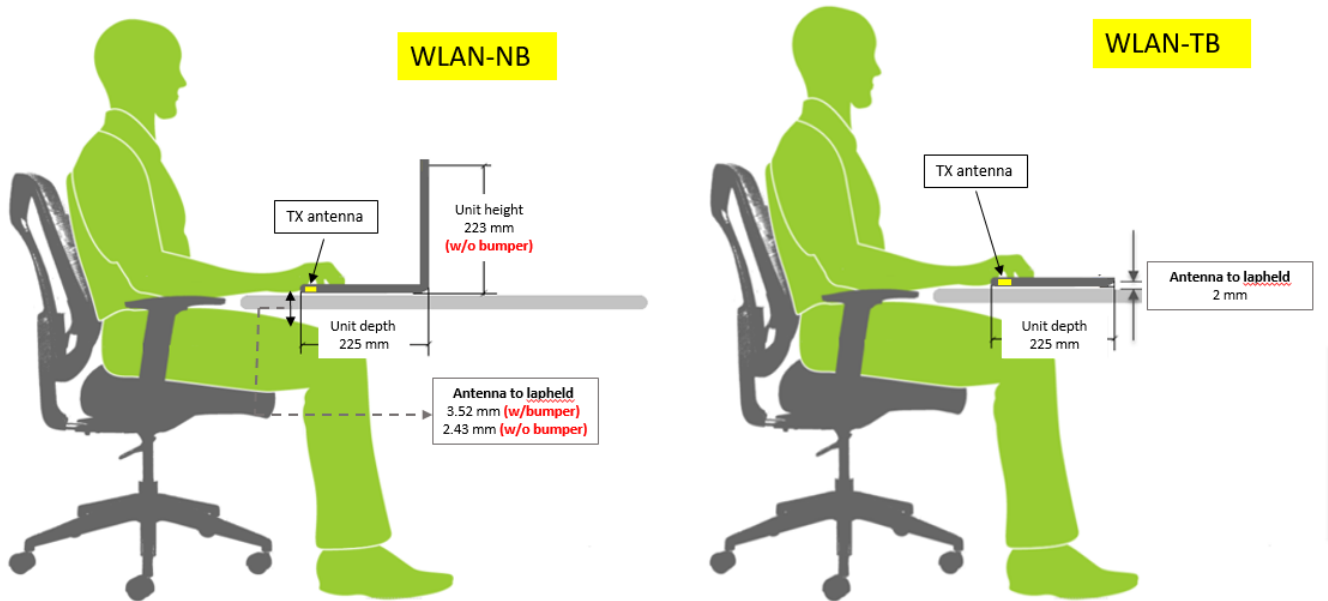 WLAN-NB
TX antenna
Unit height
223 mm
(w/o bumper)
Unit depth
225 mm
Antenna to lapheld
3.52 mm (w/bumper)
2.43 mm (w/o bumper)
WLAN-TB
TX antenna
Antenna to lapheld
2 mm
Unit depth
225 mm